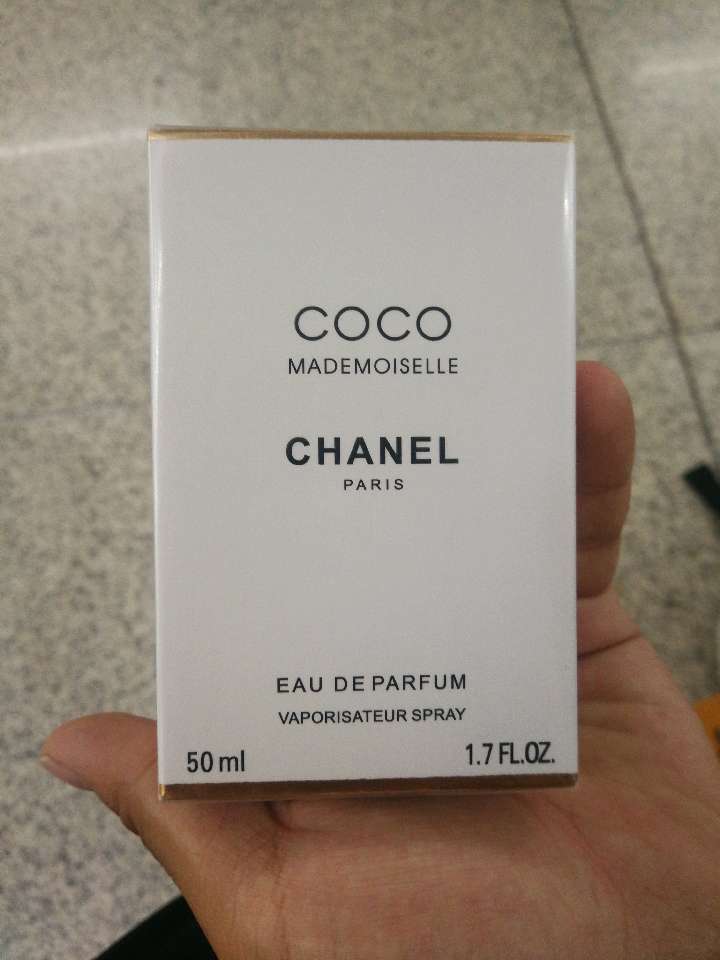 COCO
MADEMOISELLE
CHANEL
PARIS
EAU DE PARFUM
VAPORISATEUR SPRAY
50 ml 1.7 FL.OZ.